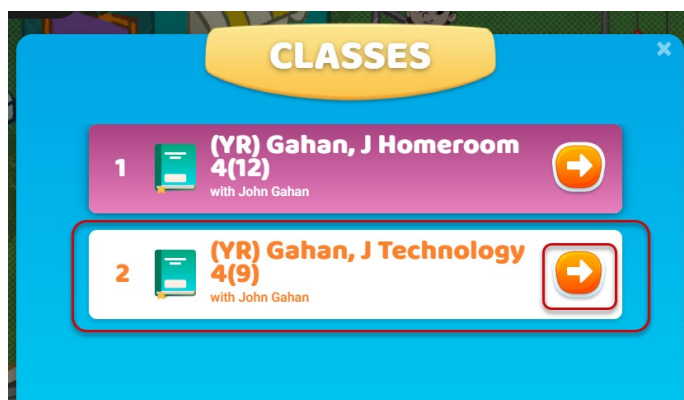 CLASSES
1
(YR) Gahan, J Homeroom
4(12)
with John Gahan
2
(YR) Gahan, J Technology
4(9)
with John Gahan